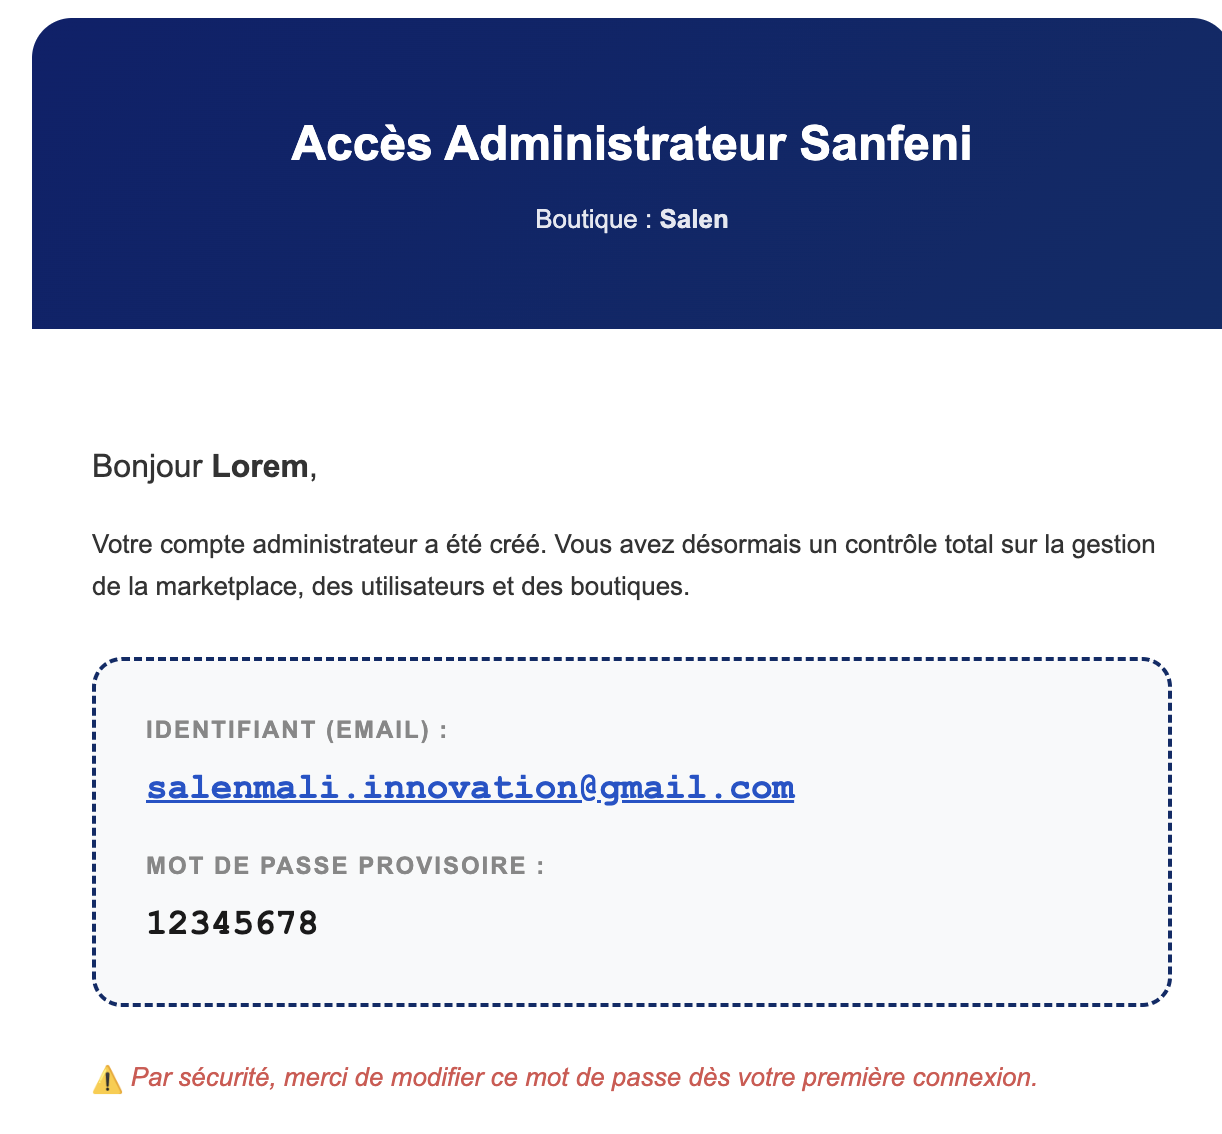 Accès Administrateur Sanfeni
Boutique : Salen
Bonjour Lorem,
Votre compte administrateur a été créé. Vous avez désormais un contrôle total sur la gestion
de la marketplace, des utilisateurs et des boutiques.
IDENTIFIANT (EMAIL) :
salenmali.innovation@gmail.com
MOT DE PASSE PROVISOIRE :
12345678
⚠️ Par sécurité, merci de modifier ce mot de passe dès votre première connexion.